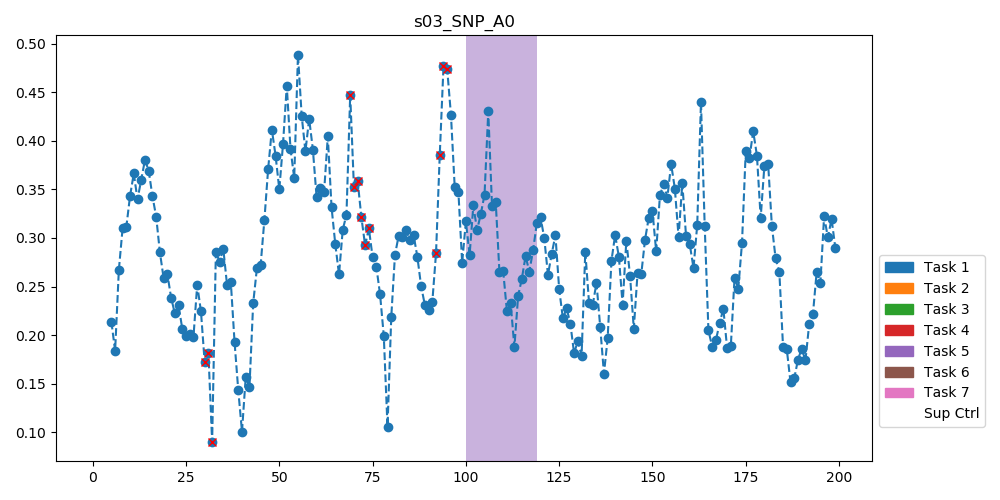 s03_SNP_A0
0.50
0.45
0.40
0.35
0.30
0.25
0.20
0.15
0.10
0
25
50
75
100
125
150
175
200
Task 1
Task 2
Task 3
Task 4
Task 5
Task 6
Task 7
Sup Ctrl